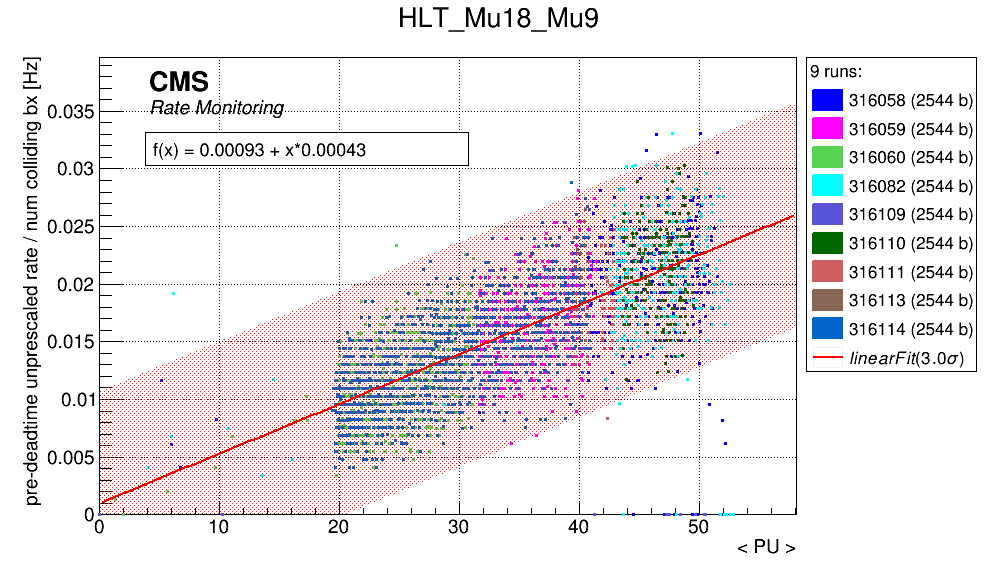 HLT_Mu18_Mu9
pre-deadtime unprescaled rate / num colliding bx [Hz]
CMS
Rate Monitoring
f(x) = 0.00093 + x*0.00043
0.035
0.03
0.025
0.02
0.015
0.01
0.005
0
0 10 20 30 40 50
< PU >
9 runs:
316058 (2544 b)
316059 (2544 b)
316060 (2544 b)
316082 (2544 b)
316109 (2544 b)
316110 (2544 b)
316111 (2544 b)
316113 (2544 b)
316114 (2544 b)
linearFit(3.0σ)